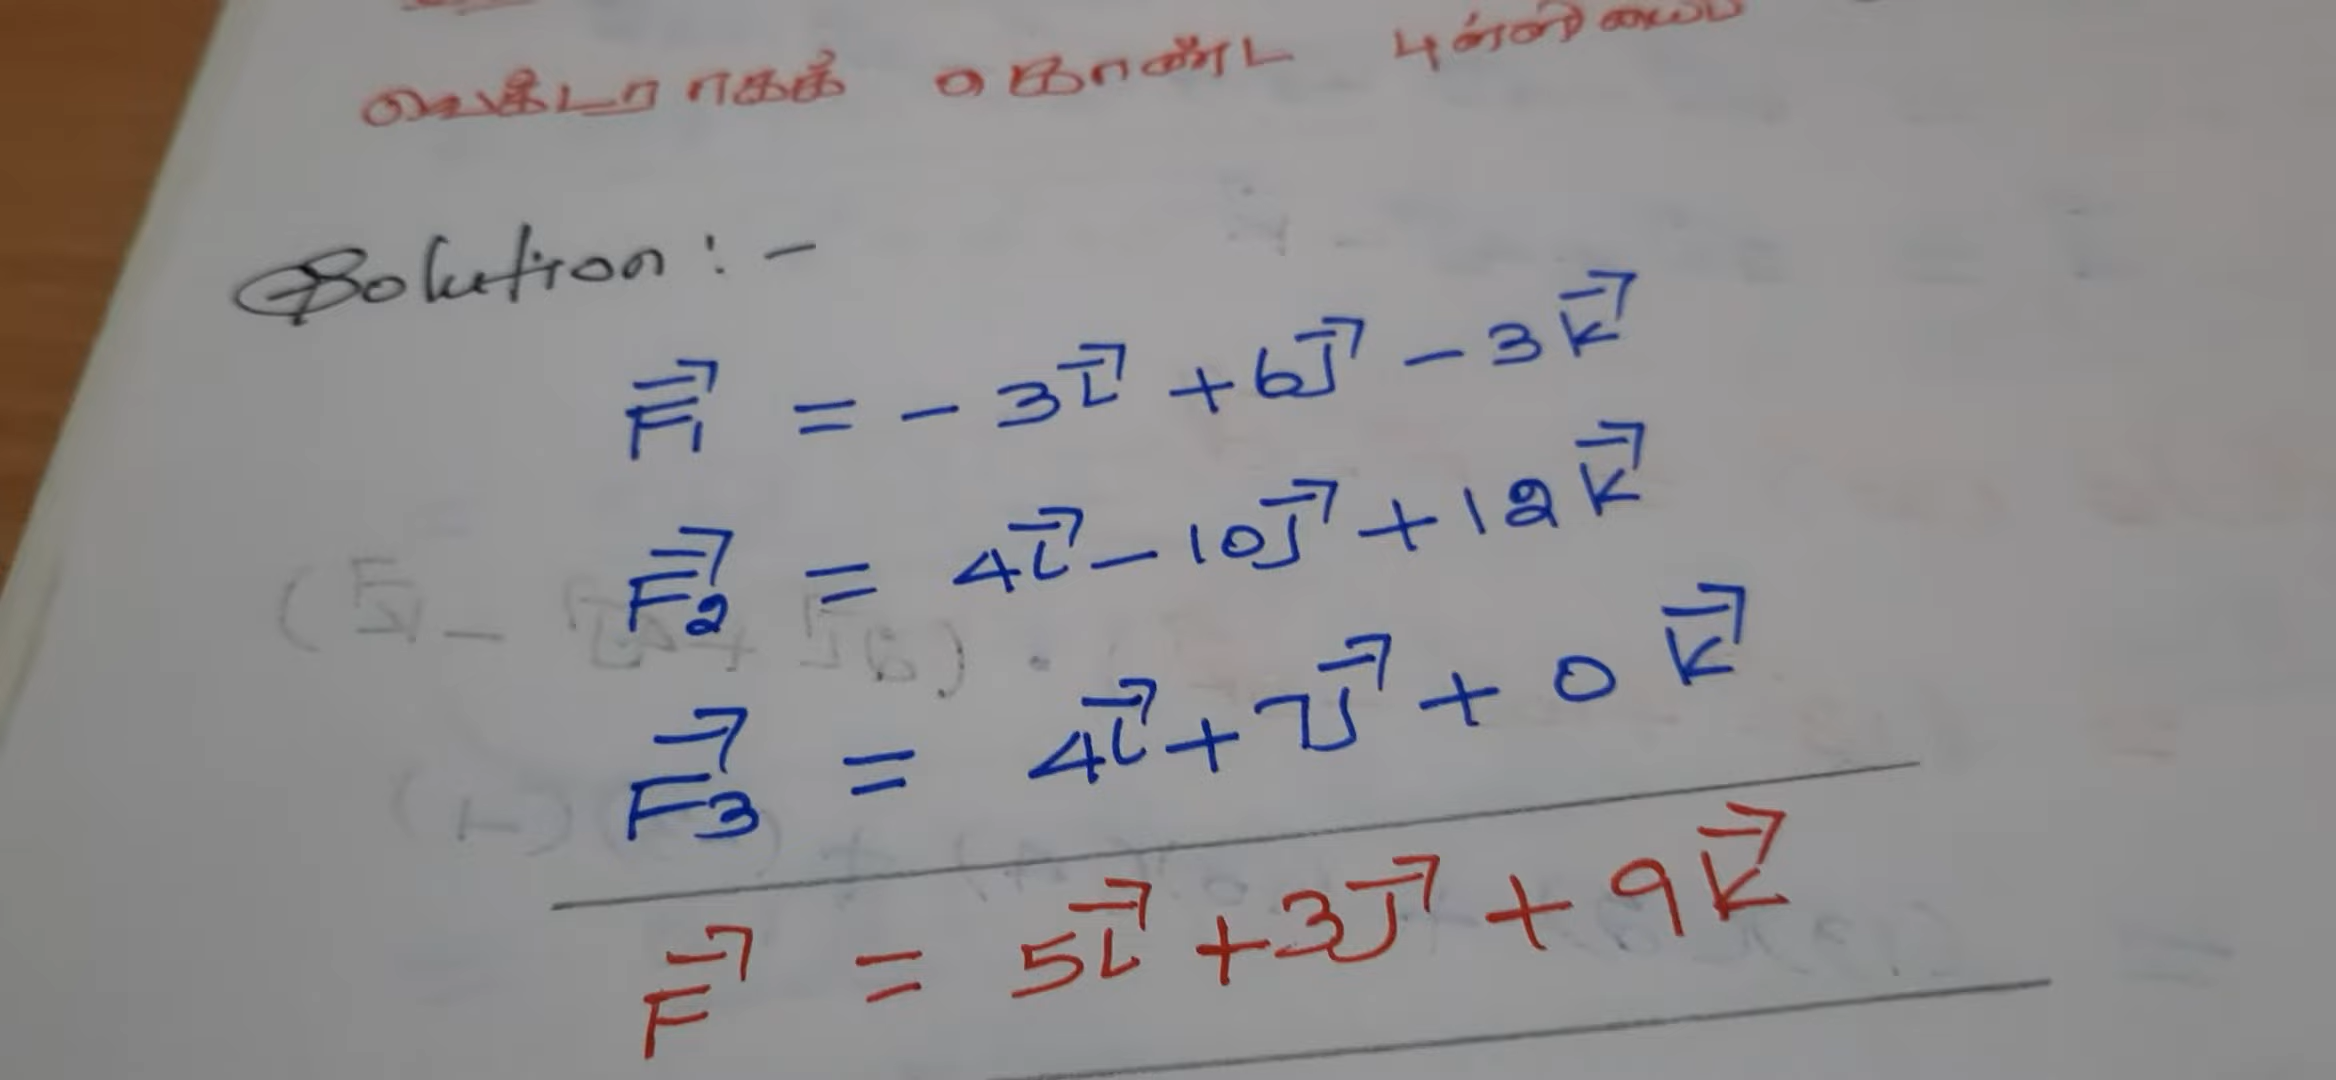 வெக்டராகக் கொண்ட புள்ளியைப்
Solution : -
F₁⃗ = - 3i⃗ + 6j⃗ - 3k⃗
F₂⃗ = 4i⃗ - 10j⃗ + 12k⃗
F₃⃗ = 4i⃗ + 7j⃗ + 0k⃗
F⃗ = 5i⃗ + 3j⃗ + 9k⃗